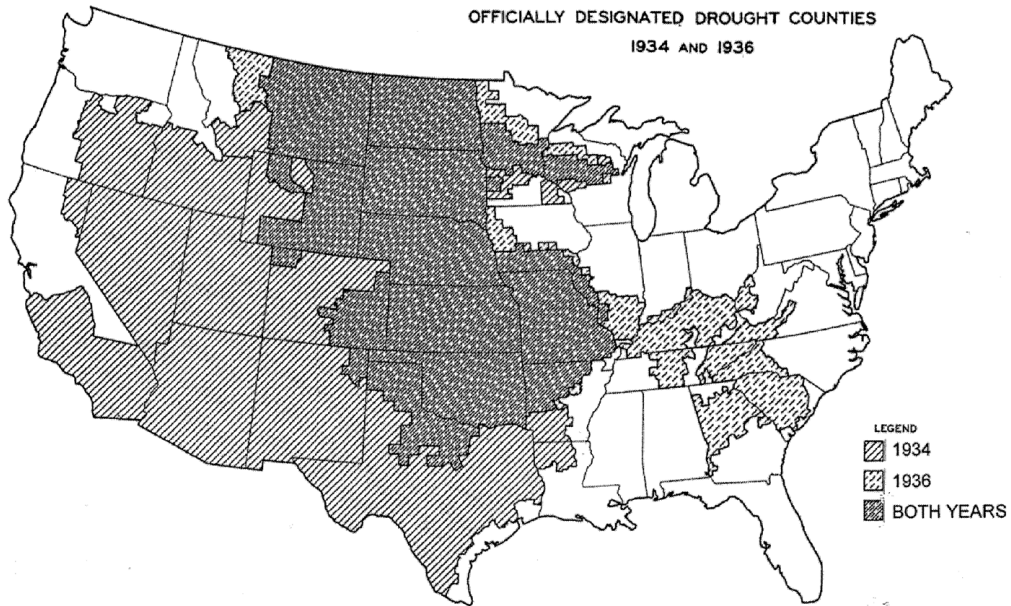 OFFICIALLY DESIGNATED DROUGHT COUNTIES
1934 AND 1936
LEGEND
1934
1936
BOTH YEARS